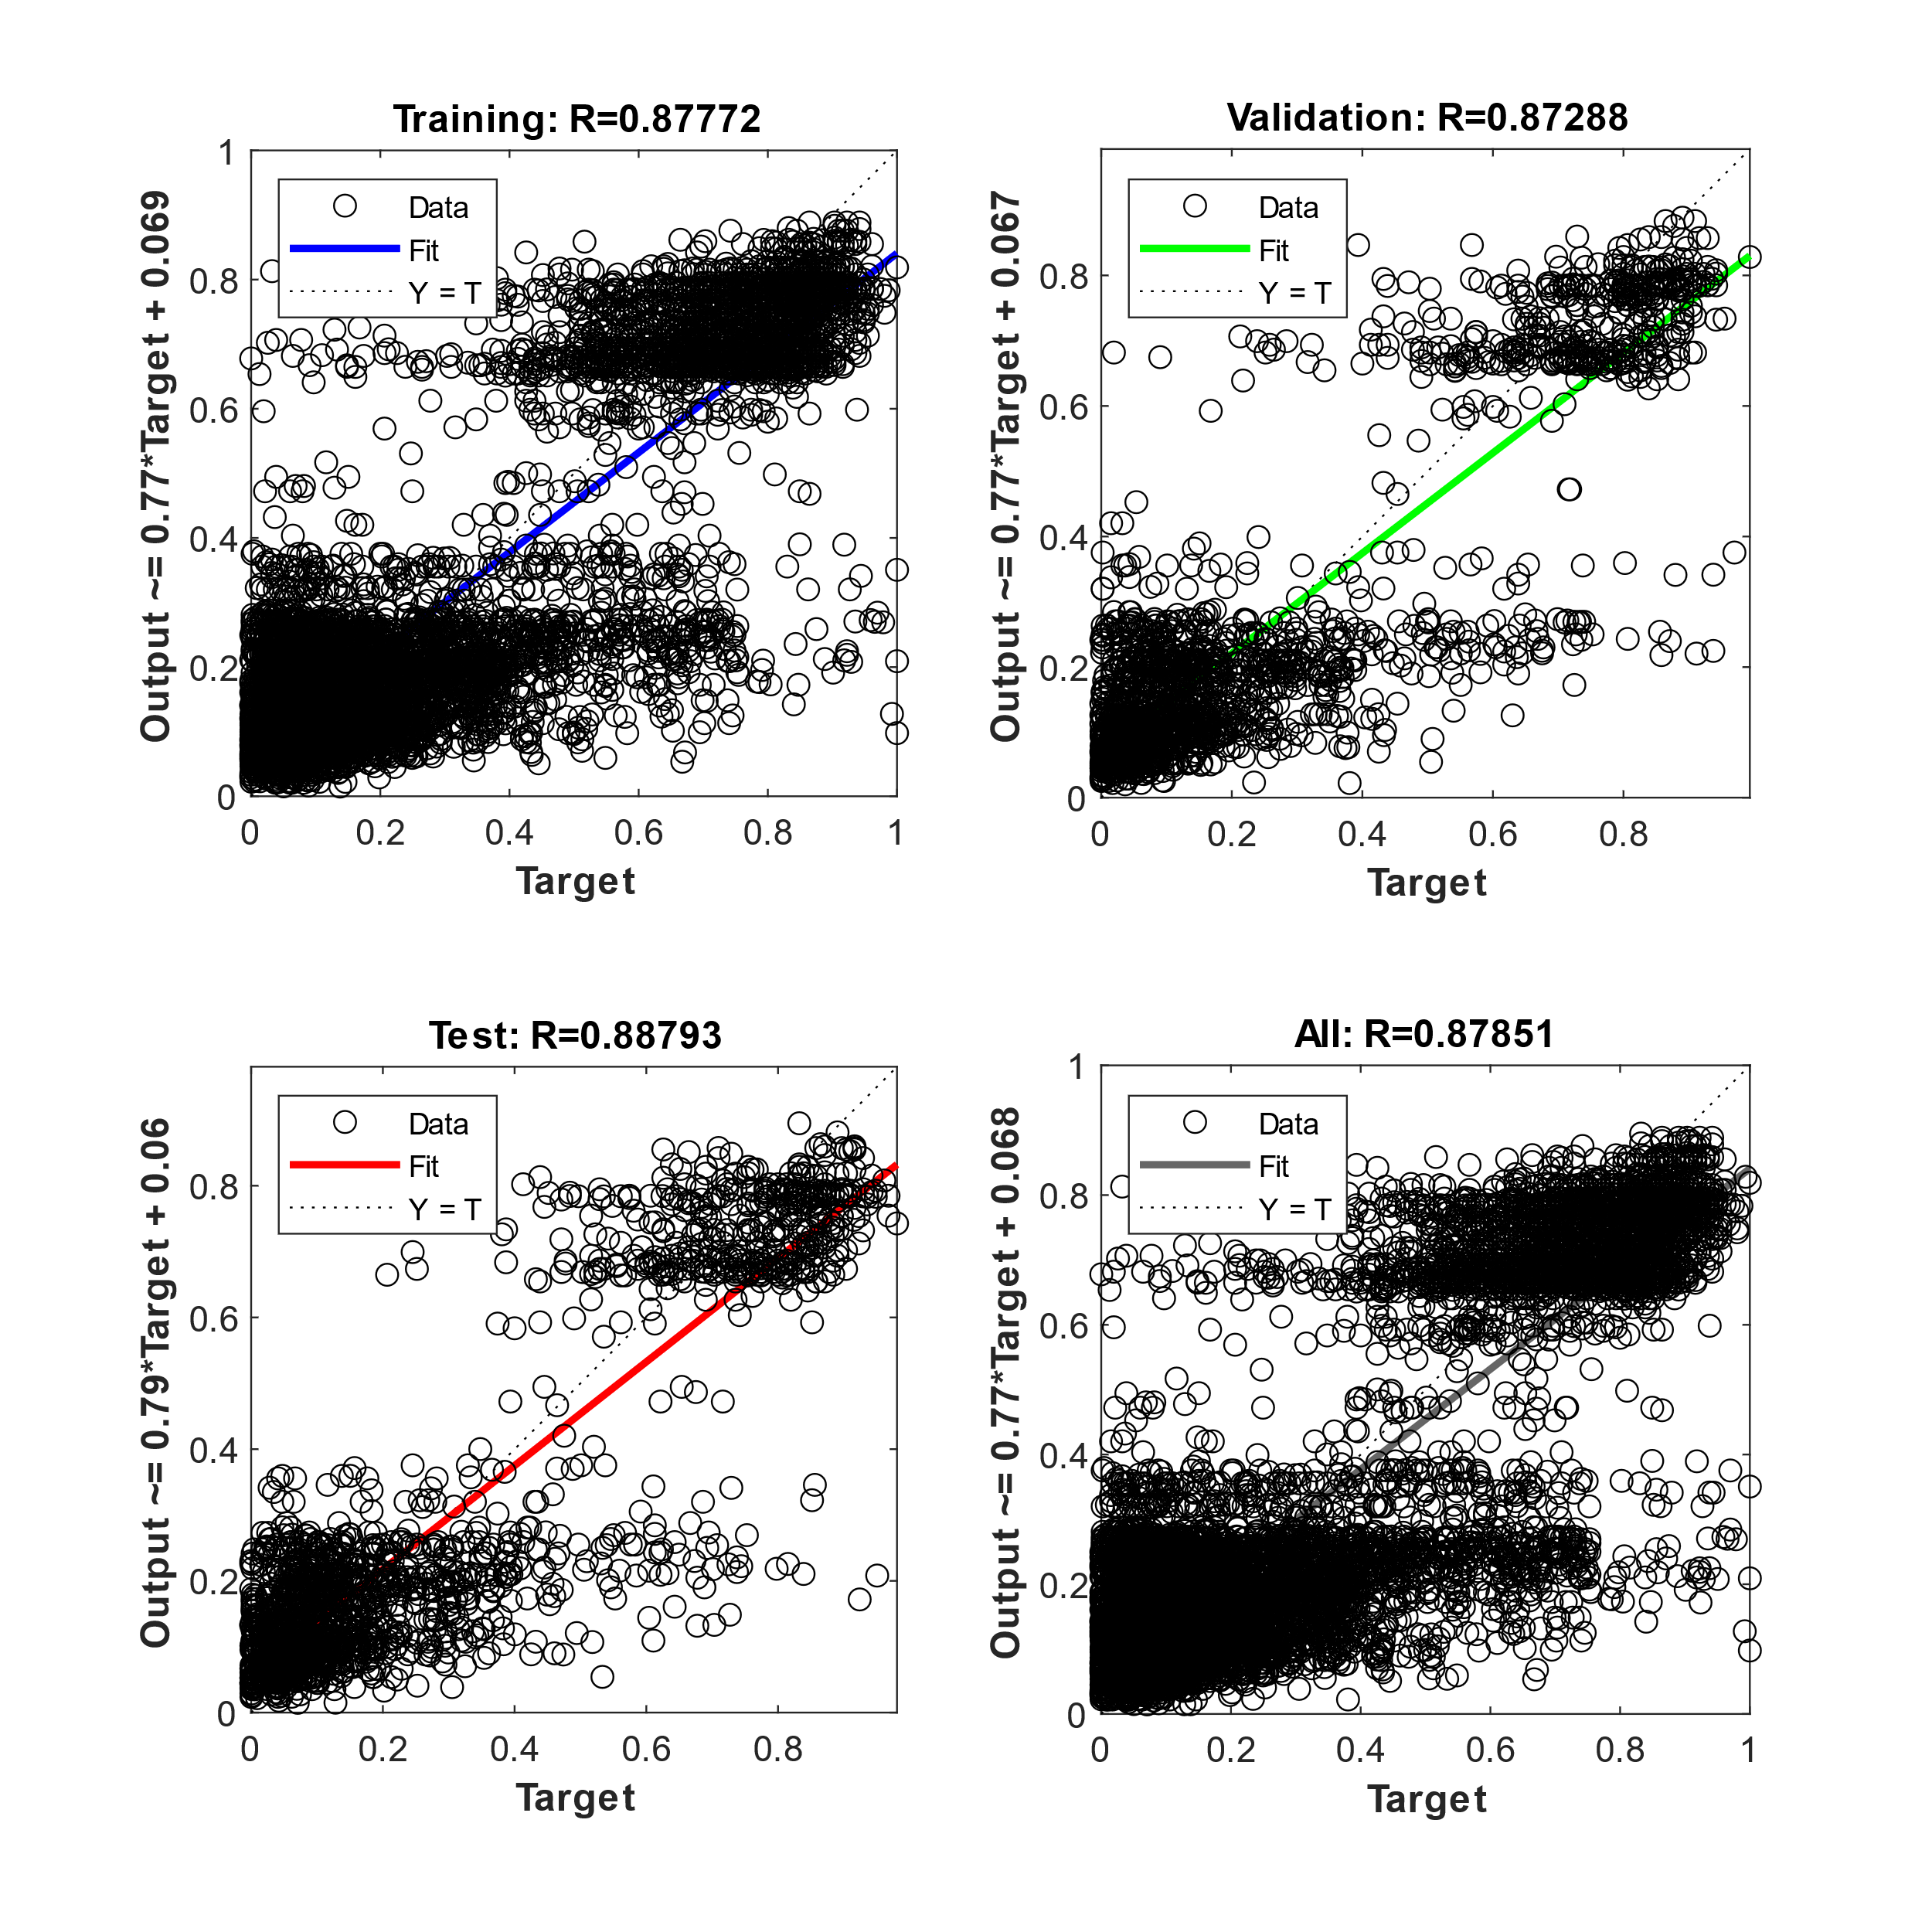 Training: R=0.87772
Output ~= 0.77*Target + 0.069
1
0.8
0.6
0.4
0.2
0
Data
Fit
Y = T
0 0.2 0.4 0.6 0.8 1
Target
Validation: R=0.87288
Output ~= 0.77*Target + 0.067
0.8
0.6
0.4
0.2
0
Data
Fit
Y = T
0 0.2 0.4 0.6 0.8
Target
Test: R=0.88793
Output ~= 0.79*Target + 0.06
0.8
0.6
0.4
0.2
0
Data
Fit
Y = T
0 0.2 0.4 0.6 0.8
Target
All: R=0.87851
Output ~= 0.77*Target + 0.068
1
0.8
0.6
0.4
0.2
0
Data
Fit
Y = T
0 0.2 0.4 0.6 0.8 1
Target